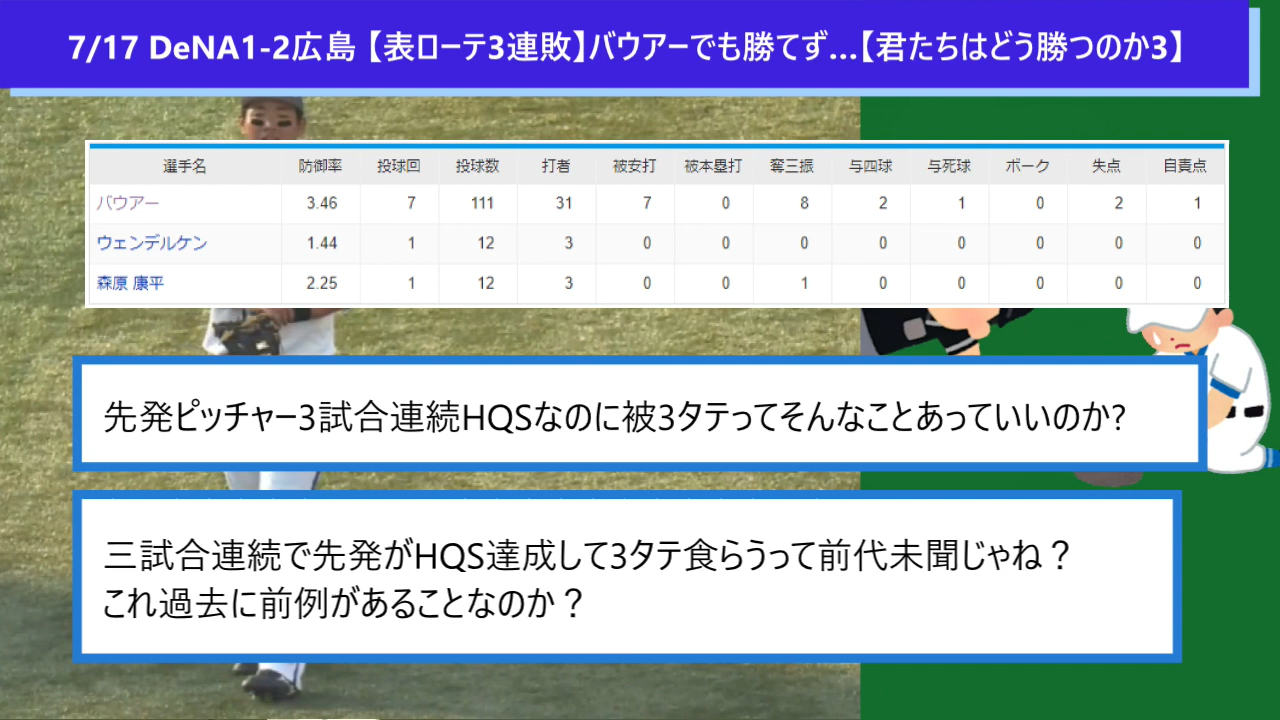 7/17 DeNA1-2広島【表ローテ3連敗】バウアーでも勝てず…【君たちはどう勝つのか3】
選手名 防御率 投球回 投球数 打者 被安打 被本塁打 奪三振 与四球 与死球 ボーク 失点 自責点
バウアー 3.46 7 111 31 7 0 8 2 1 0 2 1
ウェンデルケン 1.44 1 12 3 0 0 0 0 0 0 0 0
森原 康平 2.25 1 12 3 0 0 1 0 0 0 0 0
先発ピッチャー3試合連続HQSなのに被3タテってそんなことあっていいのか?
三試合連続で先発がHQS達成して3タテ食らうって前代未聞じゃね？
これ過去に前例があることなのか？